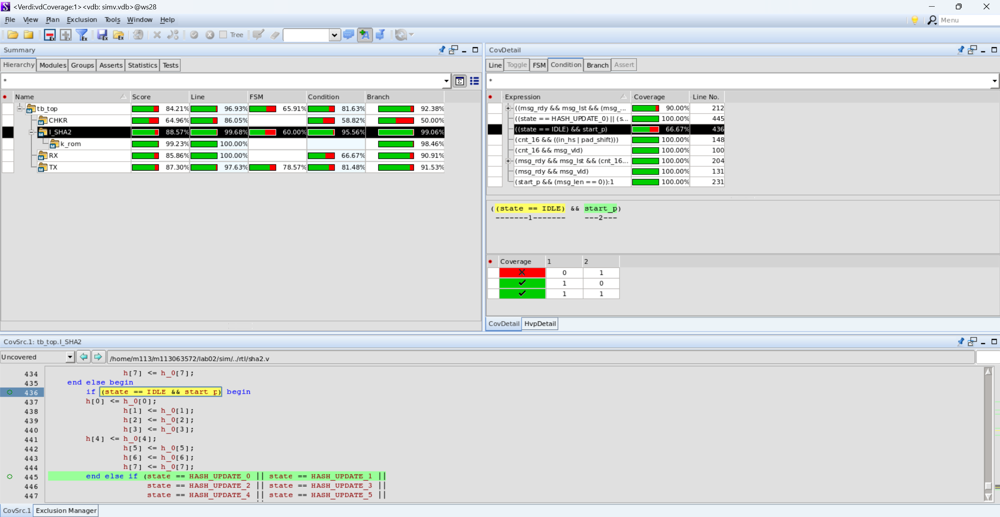 <Verdi:vdCoverage:1><vdb: simv.vdb>@ws28
File View Plan Exclusion Tools Window Help
Menu
Tree
Summary
Hierarchy Modules Groups Asserts Statistics Tests
*
Name Score Line FSM Condition Branch
tb_top 84.21% 96.93% 65.91% 81.63% 92.38%
CHKR 64.96% 86.05% 58.82% 50.00%
I_SHA2 88.57% 99.68% 60.00% 95.56% 99.06%
k_rom 99.23% 100.00% 98.46%
RX 85.86% 100.00% 66.67% 90.91%
TX 87.30% 97.63% 78.57% 81.48% 91.53%
CovDetail
Line Toggle FSM Condition Branch Assert
*
Expression Coverage Line No.
((msg_rdy && msg_lst && (msg_... 90.00% 212
((state == HASH_UPDATE_0) || (s... 100.00% 445
((state == IDLE) && start_p) 66.67% 436
(cnt_16 && ((in_hs | pad_shift))) 100.00% 148
(cnt_16 && msg_vld) 100.00% 100
(msg_rdy && msg_lst && (cnt_16... 100.00% 204
(msg_rdy && msg_vld) 100.00% 131
(start_p && (msg_len == 0)):1 100.00% 231
((state == IDLE) && start_p)
-------1------- ---2---
Coverage 1 2
0 1
1 0
1 1
CovDetail HvpDetail
CovSrc.1: tb_top.I_SHA2
Uncovered /home/m113/m113063572/lab02/sim/../rtl/sha2.v
434 h[7] <= h_0[7];
435 end else begin
436 if (state == IDLE && start_p) begin
437 h[0] <= h_0[0];
438 h[1] <= h_0[1];
439 h[2] <= h_0[2];
440 h[3] <= h_0[3];
441 h[4] <= h_0[4];
442 h[5] <= h_0[5];
443 h[6] <= h_0[6];
444 h[7] <= h_0[7];
445 end else if (state == HASH_UPDATE_0 || state == HASH_UPDATE_1 ||
446 state == HASH_UPDATE_2 || state == HASH_UPDATE_3 ||
447 state == HASH_UPDATE_4 || state == HASH_UPDATE_5 ||
CovSrc.1 Exclusion Manager